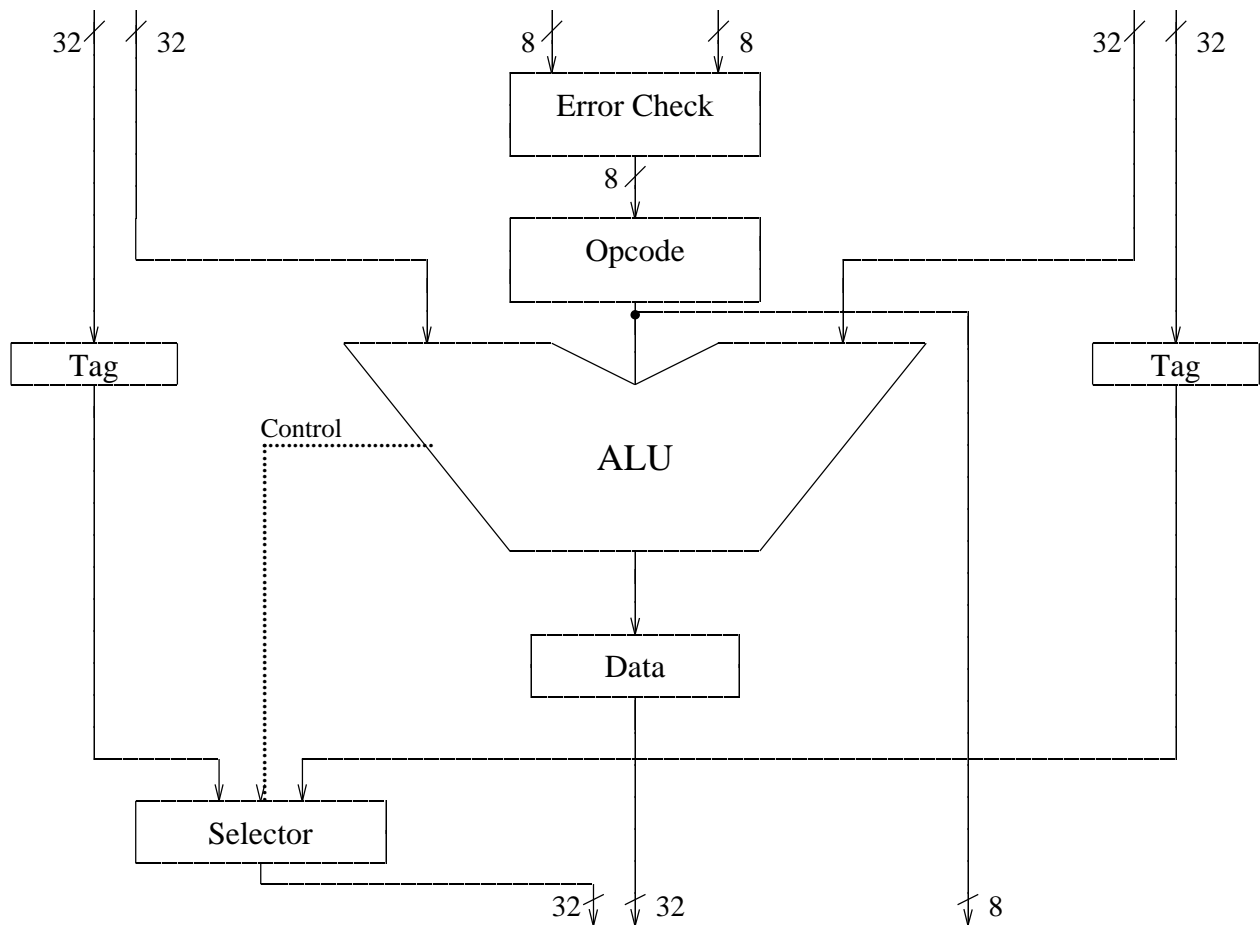 32 32 8 8 32 32
Error Check
8
Opcode
Tag Tag
Control
ALU
Data
Selector
32 32 8